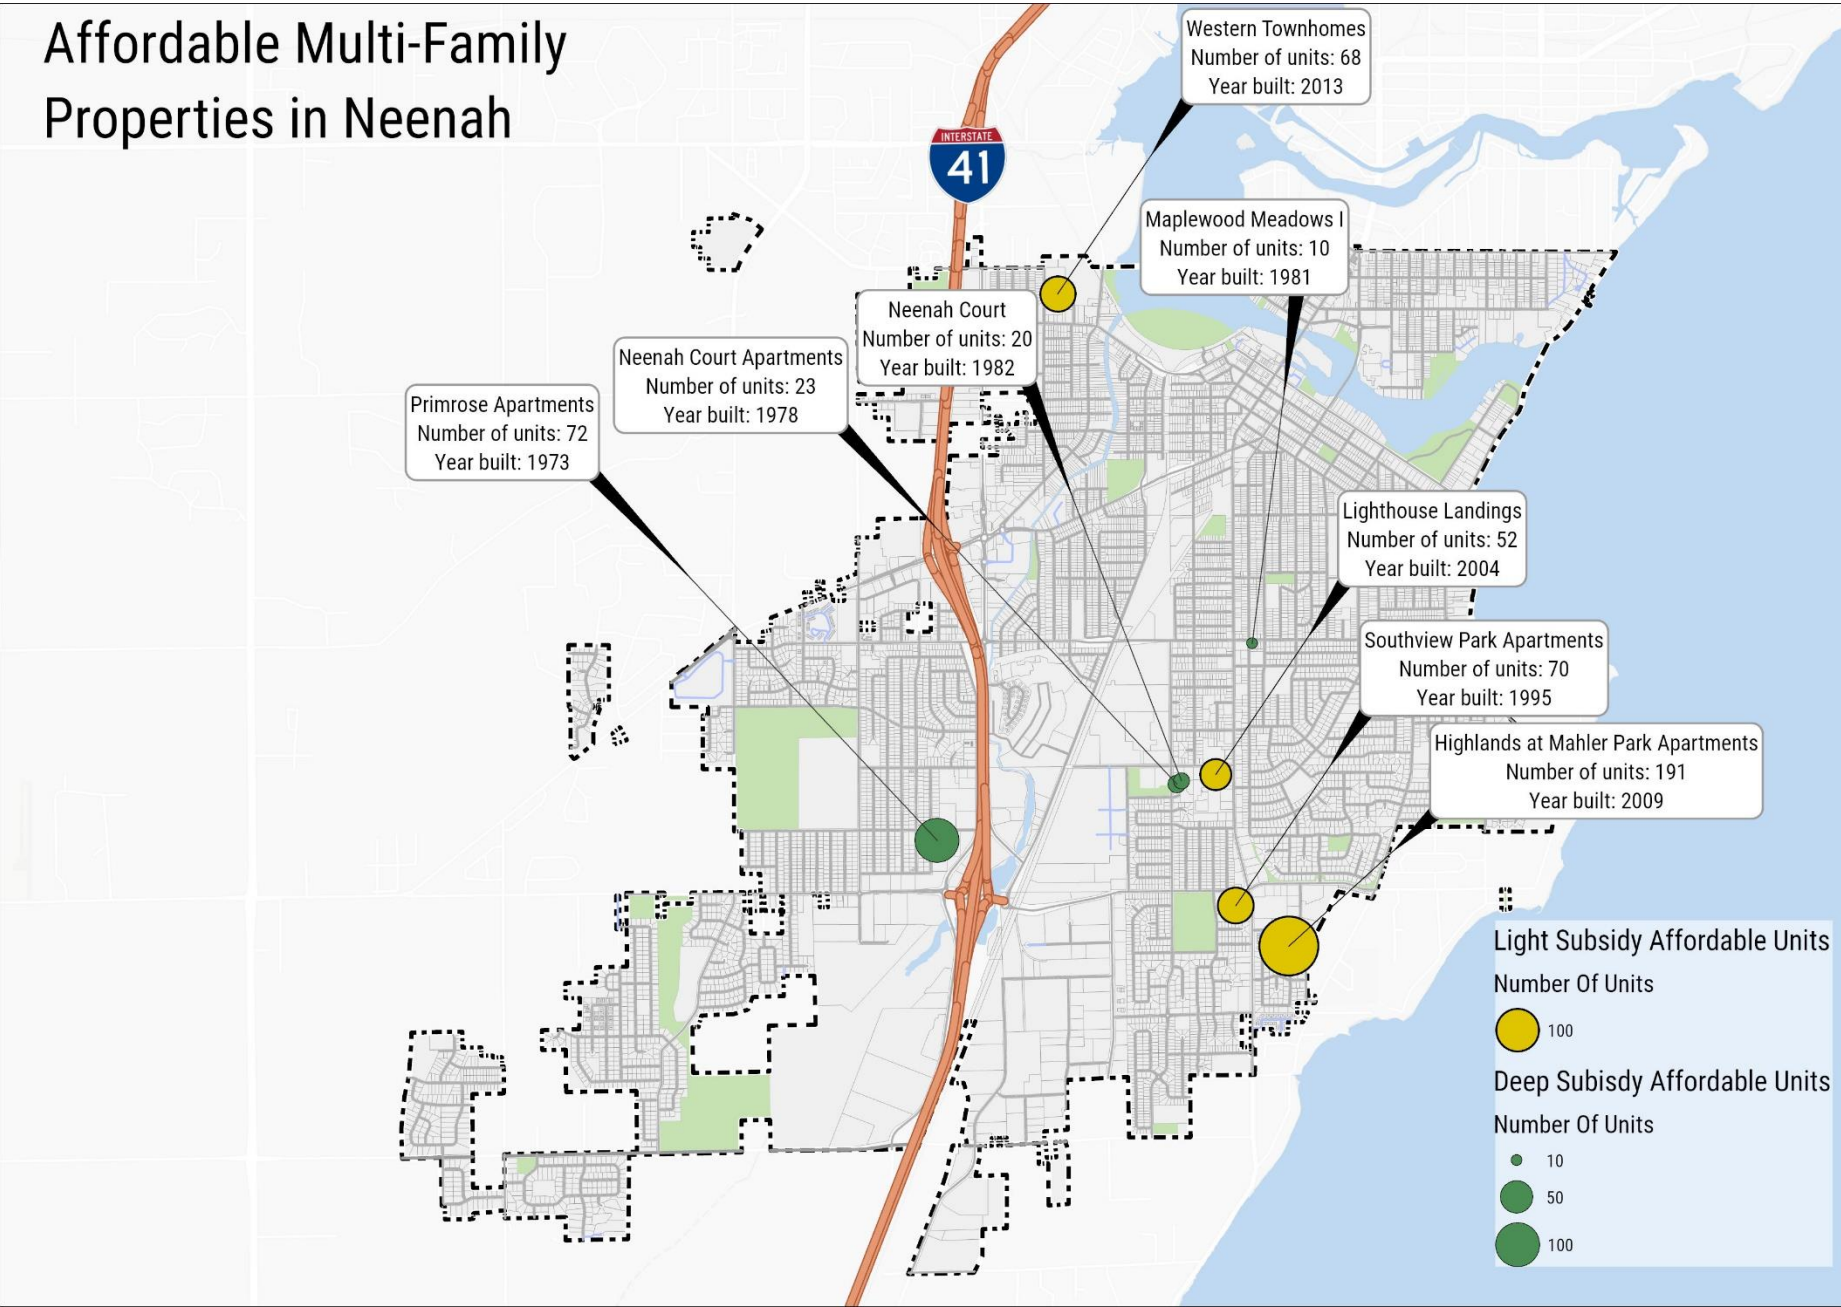 Affordable Multi-Family
Properties in Neenah
INTERSTATE
41
Western Townhomes
Number of units: 68
Year built: 2013
Maplewood Meadows I
Number of units: 10
Year built: 1981
Neenah Court
Number of units: 20
Year built: 1982
Neenah Court Apartments
Number of units: 23
Year built: 1978
Primrose Apartments
Number of units: 72
Year built: 1973
Lighthouse Landings
Number of units: 52
Year built: 2004
Southview Park Apartments
Number of units: 70
Year built: 1995
Highlands at Mahler Park Apartments
Number of units: 191
Year built: 2009
Light Subsidy Affordable Units
Number Of Units
100
Deep Subisdy Affordable Units
Number Of Units
10
50
100